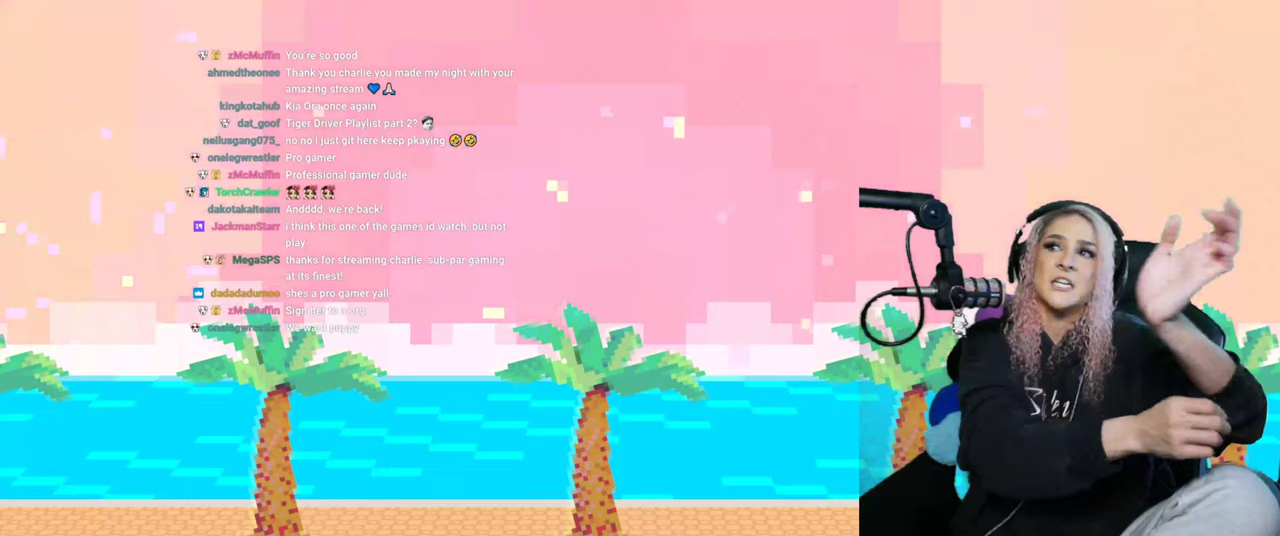 zMcMuffin You're so good
ahmedtheonee Thank you charlie you made my night with your
amazing stream 💙 🙏
kingkotahub Kia Ora once again
dat_goof Tiger Driver Playlist part 2?
nellusgang075_ no no i just git here keep pkaying 🤣🤣
onelegwrestler Pro gamer
zMcMuffin Professional gamer dude
TorchCrawler
dakotakaiteam Andddd, we're back!
JackmanStarr i think this one of the games id watch, but not
play
MegaSPS thanks for streaming charlie, sub-par gaming
at its finest!
dadadadumoo shes a pro gamer yall
zMcMuffin Sign her to a org
onelegwrestler We want puppy